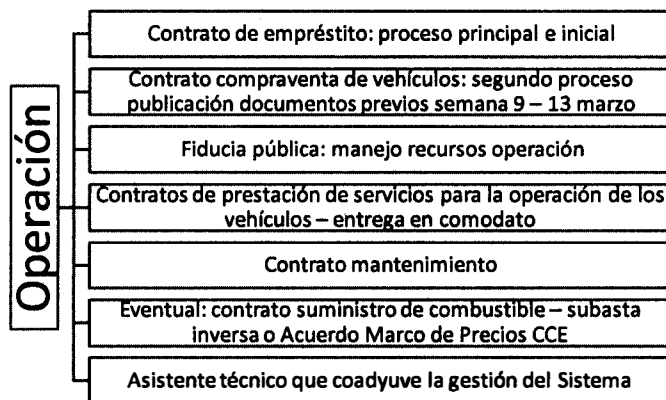 Operación
Contrato de empréstito: proceso principal e inicial
Contrato compraventa de vehículos: segundo proceso
publicación documentos previos semana 9 – 13 marzo
Fiducia pública: manejo recursos operación
Contratos de prestación de servicios para la operación de los
vehículos – entrega en comodato
Contrato mantenimiento
Eventual: contrato suministro de combustible – subasta
inversa o Acuerdo Marco de Precios CCE
Asistente técnico que coadyuve la gestión del Sistema